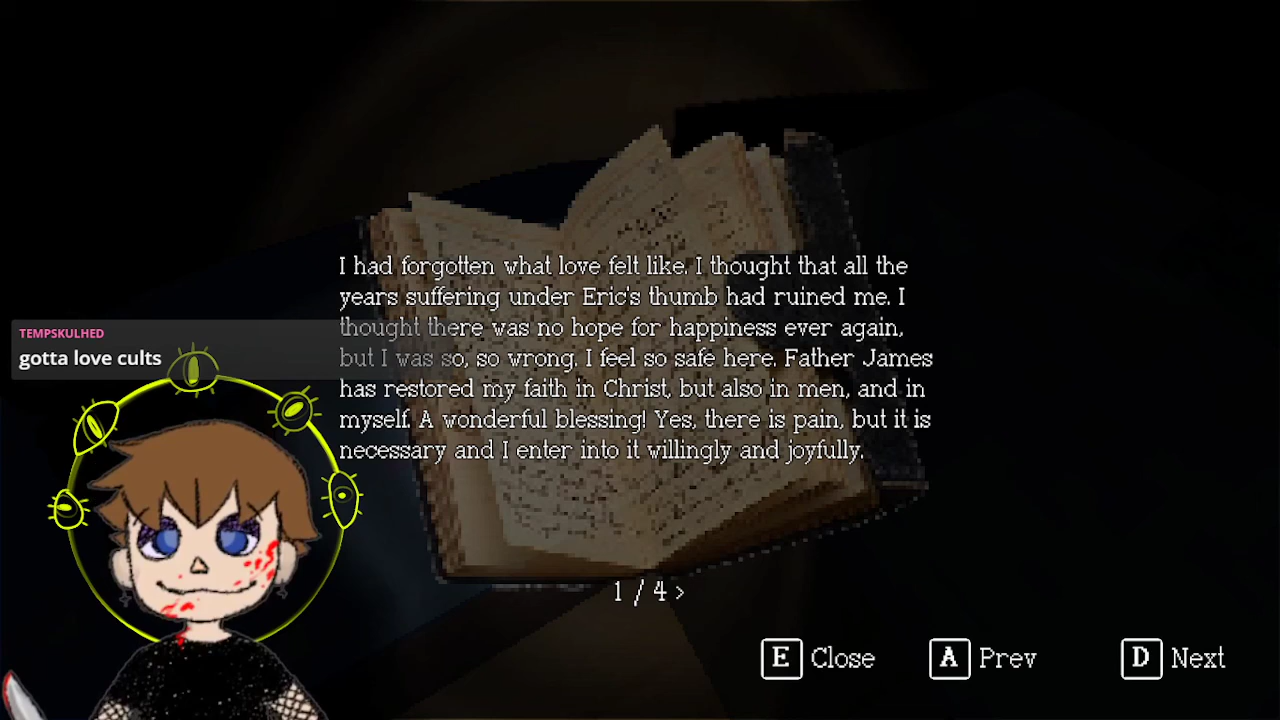 I had forgotten what love felt like. I thought that all the
years suffering under Eric's thumb had ruined me. I
thought there was no hope for happiness ever again,
but I was so, so wrong. I feel so safe here. Father James
has restored my faith in Christ, but also in men, and in
myself. A wonderful blessing! Yes, there is pain, but it is
necessary and I enter into it willingly and joyfully.
TEMPSKULHED
gotta love cults
1 / 4 >
E Close
A Prev
D Next